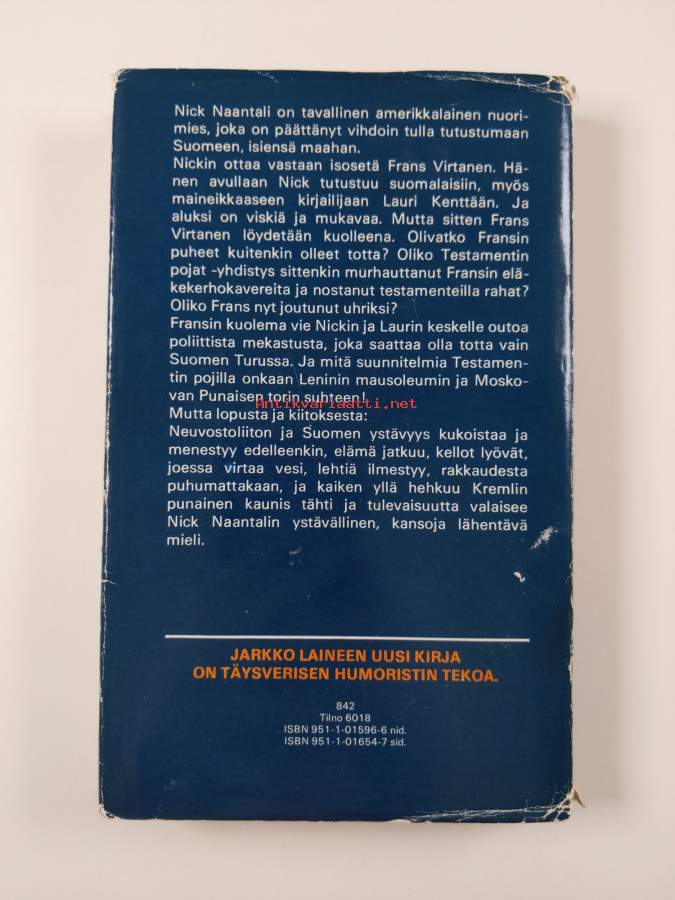 Nick Naantali on tavallinen amerikkalainen nuori-
mies, joka on päättänyt vihdoin tulla tutustumaan
Suomeen, isiensä maahan.
Nickin ottaa vastaan isosetä Frans Virtanen. Hä-
nen avullaan Nick tutustuu suomalaisiin, myös
maineikkaaseen kirjailijaan Lauri Kenttään. Ja
aluksi on viskiä ja mukavaa. Mutta sitten Frans
Virtanen löydetään kuolleena. Olivatko Fransin
puheet kuitenkin olleet totta? Oliko Testamentin
pojat -yhdistys sittenkin murhauttanut Fransin elä-
kekerhokavereita ja nostanut testamenteilla rahat?
Oliko Frans nyt joutunut uhriksi?
Fransin kuolema vie Nickin ja Laurin keskelle outoa
poliittista mekastusta, joka saattaa olla totta vain
Suomen Turussa. Ja mitä suunnitelmia Testamen-
tin pojilla onkaan Leninin mausoleumin ja Mosko-
van Punaisen torin suhteen!
Antikvariaatti.net
Mutta lopusta ja kiitoksesta:
Neuvostoliiton ja Suomen ystävyys kukoistaa ja
menestyy edelleenkin, elämä jatkuu, kellot lyövät,
joessa virtaa vesi, lehtiä ilmestyy, rakkaudesta
puhumattakaan, ja kaiken yllä hehkuu Kremlin
punainen kaunis tähti ja tulevaisuutta valaisee
Nick Naantalin ystävällinen, kansoja lähentävä
mieli.
JARKKO LAINEEN UUSI KIRJA
ON TÄYSVERISEN HUMORISTIN TEKOA.
842
Tilno 6018
ISBN 951-1-01596-6 nid.
ISBN 951-1-01654-7 sid.